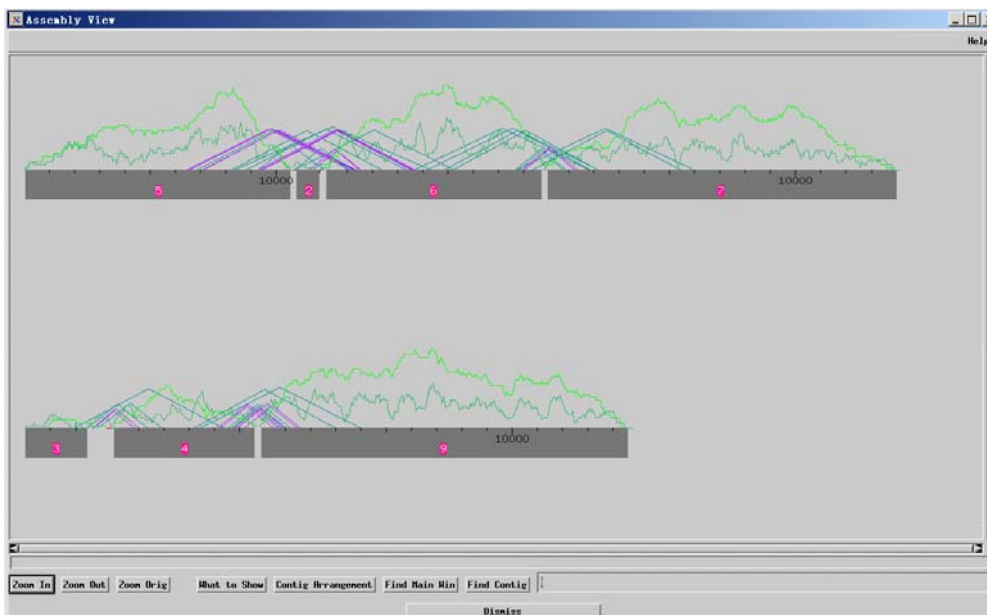 Assembly View
Help
10000 10000
5 2 6 7
10000
3 4 9
Zoom In Zoom Out Zoom Orig What to Show Contig Arrangement Find Main Win Find Contig
Dismiss